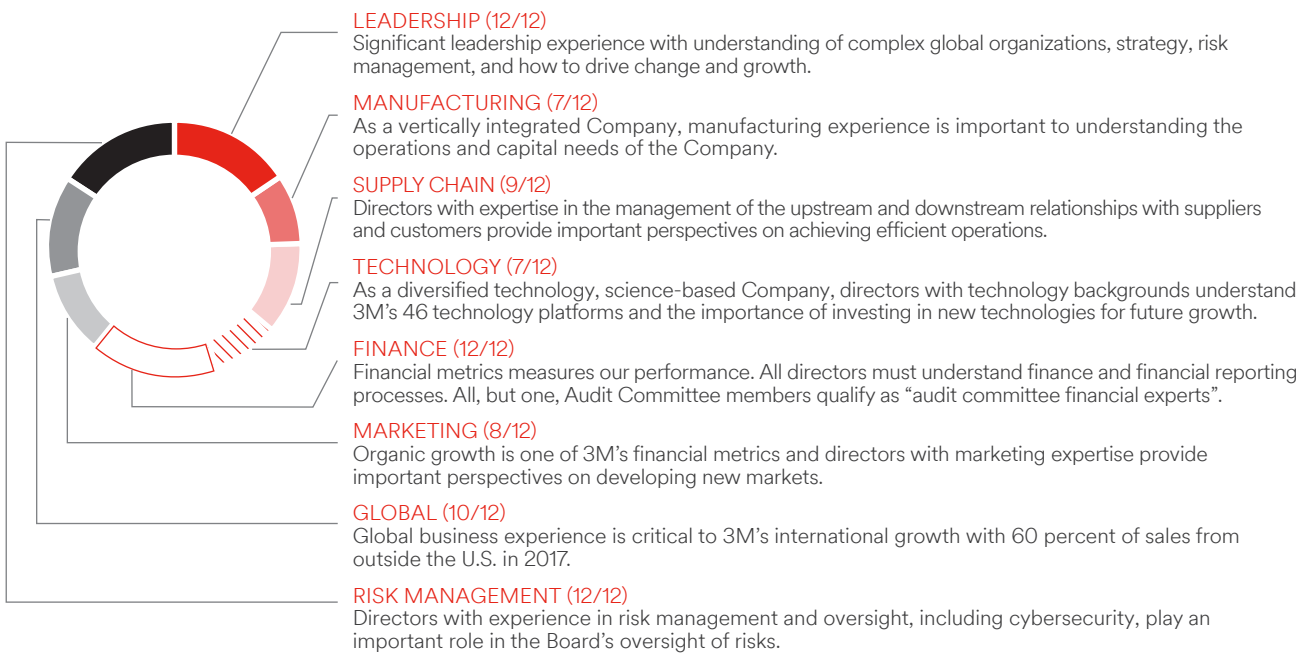 LEADERSHIP (12/12)
Significant leadership experience with understanding of complex global organizations, strategy, risk
management, and how to drive change and growth.
MANUFACTURING (7/12)
As a vertically integrated Company, manufacturing experience is important to understanding the
operations and capital needs of the Company.
SUPPLY CHAIN (9/12)
Directors with expertise in the management of the upstream and downstream relationships with suppliers
and customers provide important perspectives on achieving efficient operations.
TECHNOLOGY (7/12)
As a diversified technology, science-based Company, directors with technology backgrounds understand
3M’s 46 technology platforms and the importance of investing in new technologies for future growth.
FINANCE (12/12)
Financial metrics measures our performance. All directors must understand finance and financial reporting
processes. All, but one, Audit Committee members qualify as “audit committee financial experts”.
MARKETING (8/12)
Organic growth is one of 3M’s financial metrics and directors with marketing expertise provide
important perspectives on developing new markets.
GLOBAL (10/12)
Global business experience is critical to 3M’s international growth with 60 percent of sales from
outside the U.S. in 2017.
RISK MANAGEMENT (12/12)
Directors with experience in risk management and oversight, including cybersecurity, play an
important role in the Board’s oversight of risks.